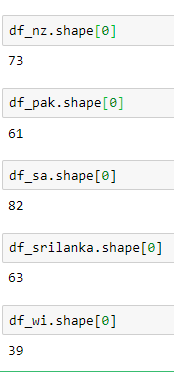 df_nz.shape[0]
73
df_pak.shape[0]
61
df_sa.shape[0]
82
df_srilanka.shape[0]
63
df_wi.shape[0]
39